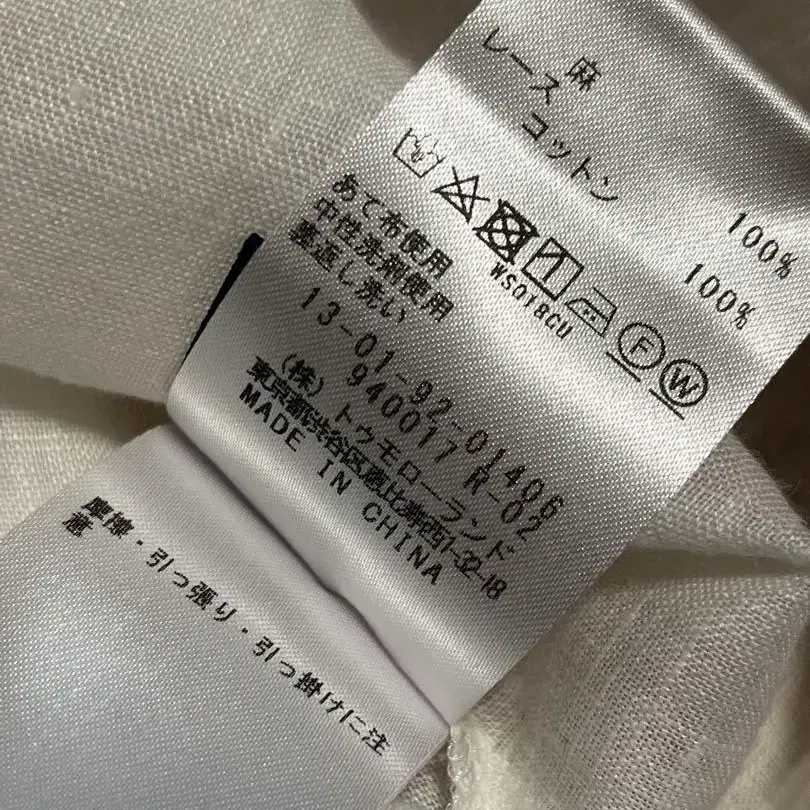 麻 100%
レース コットン 100%
F W
WS018CU
あて布使用
中性洗剤使用
裏返し洗い
13-01-92-01406
940017 R-02
(株) トゥモローランド
東京都渋谷区恵比寿西1-32-18
MADE IN CHINA
摩擦・引っ張り・引っ掛けに注
意